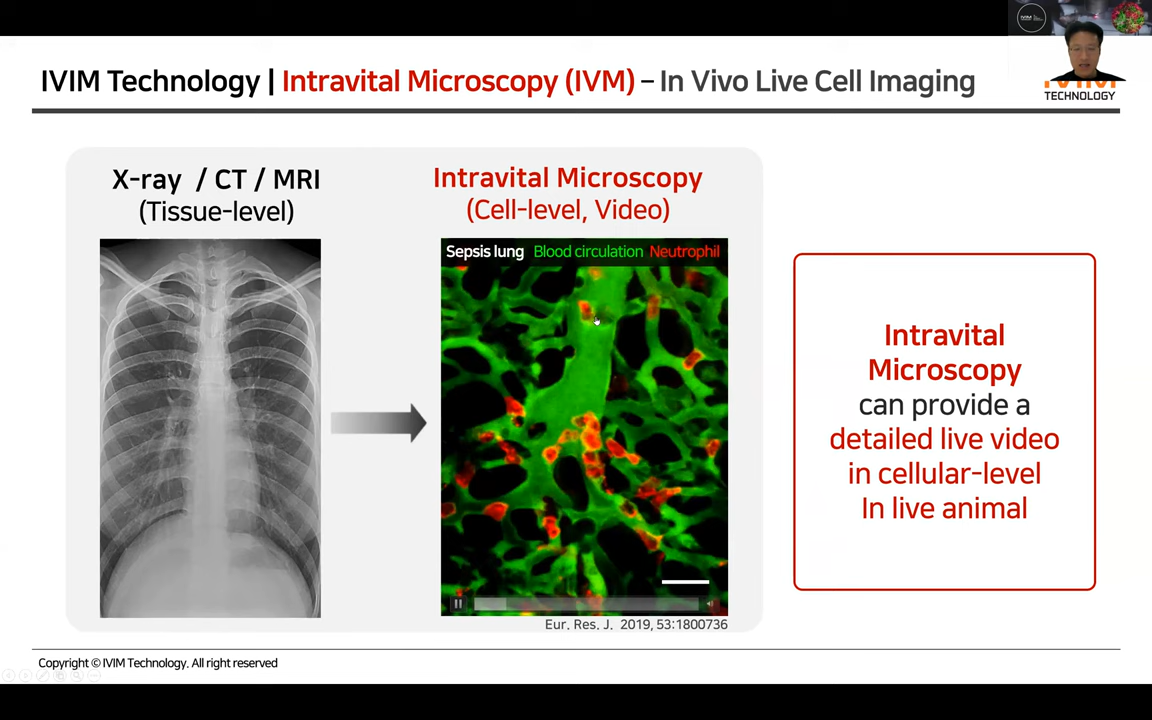 IVIM Technology | Intravital Microscopy (IVM) – In Vivo Live Cell Imaging
TECHNOLOGY
X-ray / CT / MRI
(Tissue-level)
Intravital Microscopy
(Cell-level, Video)
Sepsis lung Blood circulation Neutrophil
Eur. Res. J. 2019, 53:1800736
Intravital
Microscopy
can provide a
detailed live video
in cellular-level
In live animal
Copyright © IVIM Technology. All right reserved